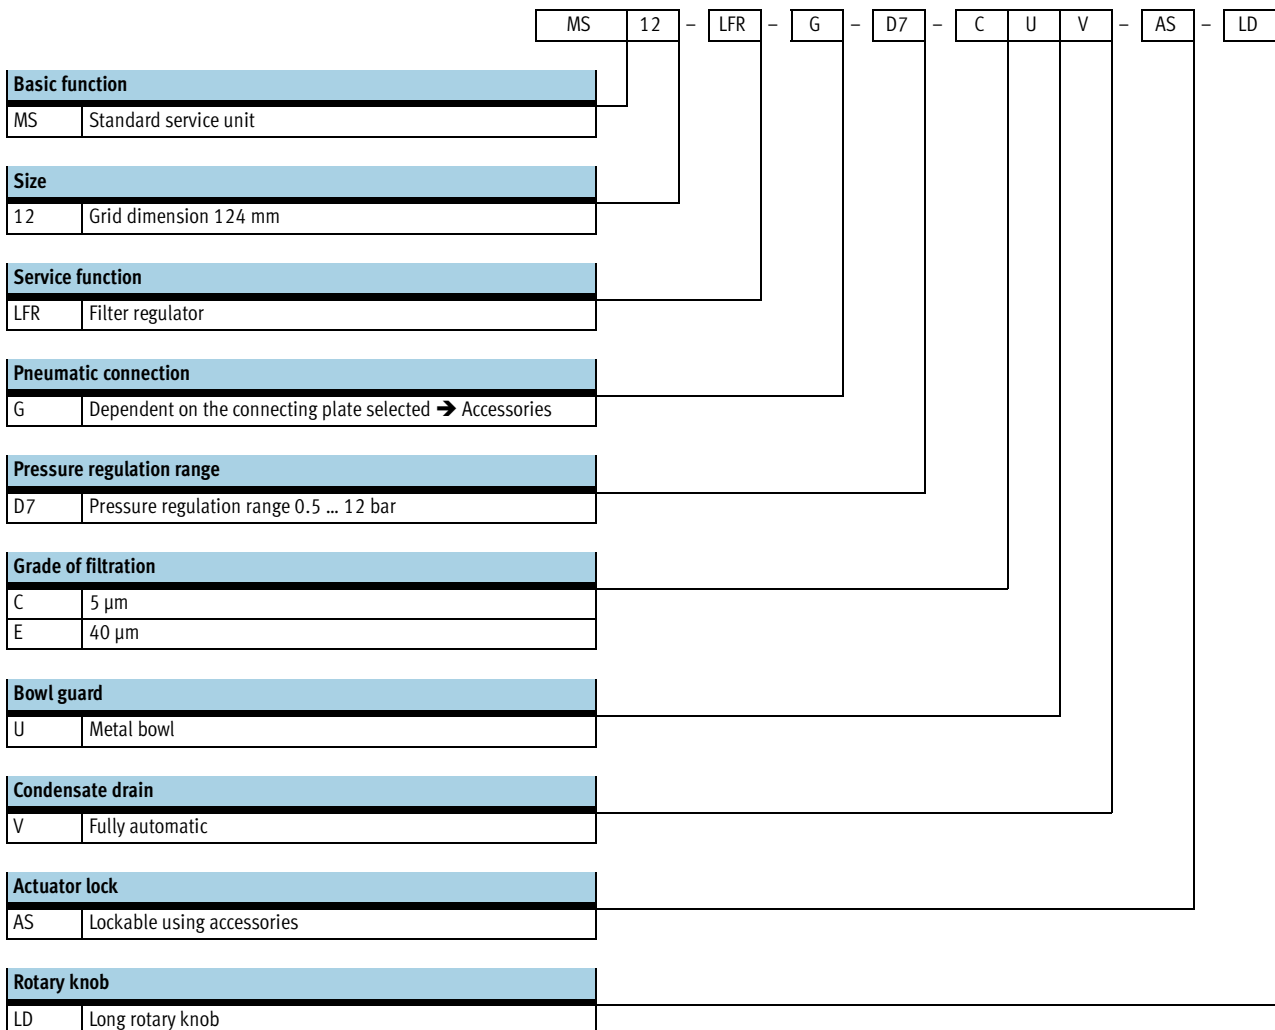 MS 12 – LFR – G – D7 – C U V – AS – LD
Basic function
MS Standard service unit
Size
12 Grid dimension 124 mm
Service function
LFR Filter regulator
Pneumatic connection
G Dependent on the connecting plate selected ➔ Accessories
Pressure regulation range
D7 Pressure regulation range 0.5 … 12 bar
Grade of filtration
C 5 µm
E 40 µm
Bowl guard
U Metal bowl
Condensate drain
V Fully automatic
Actuator lock
AS Lockable using accessories
Rotary knob
LD Long rotary knob